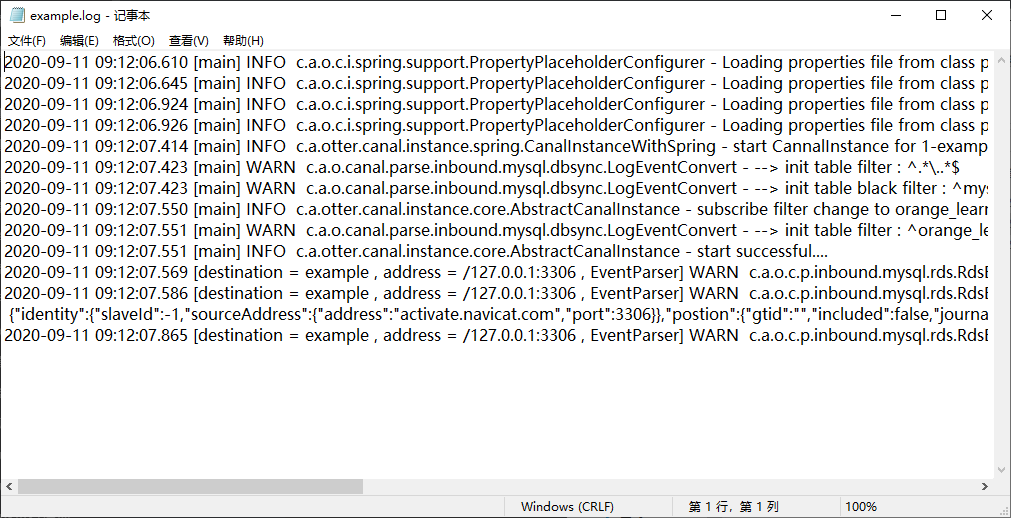 example.log - 记事本
文件(F) 编辑(E) 格式(O) 查看(V) 帮助(H)
2020-09-11 09:12:06.610 [main] INFO  c.a.o.c.i.spring.support.PropertyPlaceholderConfigurer - Loading properties file from class p
2020-09-11 09:12:06.645 [main] INFO  c.a.o.c.i.spring.support.PropertyPlaceholderConfigurer - Loading properties file from class p
2020-09-11 09:12:06.924 [main] INFO  c.a.o.c.i.spring.support.PropertyPlaceholderConfigurer - Loading properties file from class p
2020-09-11 09:12:06.926 [main] INFO  c.a.o.c.i.spring.support.PropertyPlaceholderConfigurer - Loading properties file from class p
2020-09-11 09:12:07.414 [main] INFO  c.a.otter.canal.instance.spring.CanalInstanceWithSpring - start CannalInstance for 1-examp
2020-09-11 09:12:07.423 [main] WARN  c.a.o.canal.parse.inbound.mysql.dbsync.LogEventConvert - --> init table filter : ^.*\..*$
2020-09-11 09:12:07.423 [main] WARN  c.a.o.canal.parse.inbound.mysql.dbsync.LogEventConvert - --> init table black filter : ^mys
2020-09-11 09:12:07.550 [main] INFO  c.a.otter.canal.instance.core.AbstractCanalInstance - subscribe filter change to orange_learn
2020-09-11 09:12:07.551 [main] WARN  c.a.o.canal.parse.inbound.mysql.dbsync.LogEventConvert - --> init table filter : ^orange_le
2020-09-11 09:12:07.551 [main] INFO  c.a.otter.canal.instance.core.AbstractCanalInstance - start successful....
2020-09-11 09:12:07.569 [destination = example , address = /127.0.0.1:3306 , EventParser] WARN  c.a.o.c.p.inbound.mysql.rds.RdsB
2020-09-11 09:12:07.586 [destination = example , address = /127.0.0.1:3306 , EventParser] WARN  c.a.o.c.p.inbound.mysql.rds.RdsB
{"identity":{"slaveId":-1,"sourceAddress":{"address":"activate.navicat.com","port":3306}},"postion":{"gtid":"","included":false,"journa
2020-09-11 09:12:07.865 [destination = example , address = /127.0.0.1:3306 , EventParser] WARN  c.a.o.c.p.inbound.mysql.rds.RdsB
Windows (CRLF) 第 1 行，第 1 列 100%